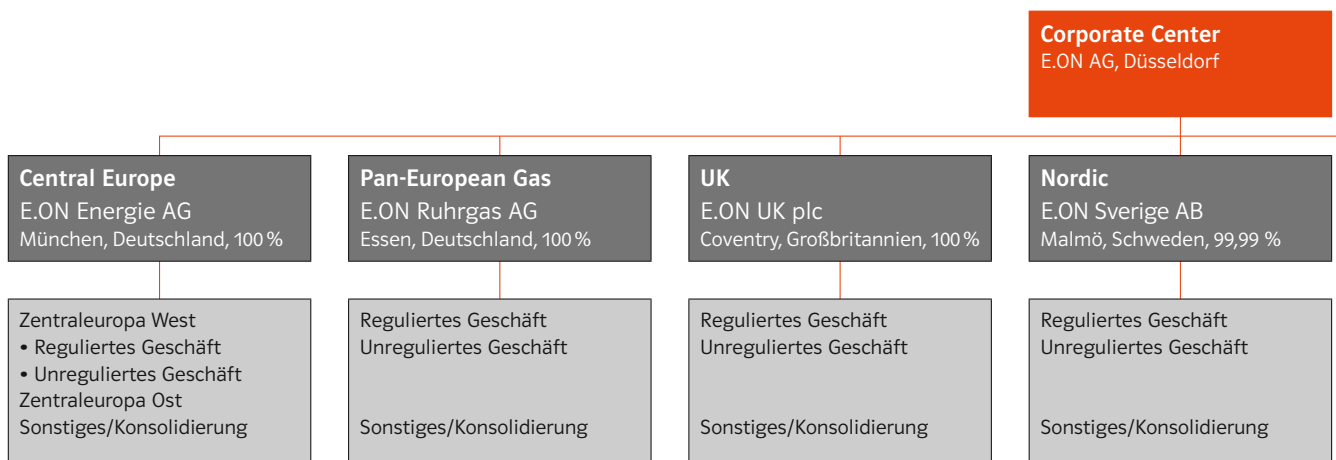 Corporate Center
E.ON AG, Düsseldorf
Central Europe
E.ON Energie AG
München, Deutschland, 100 %
Pan-European Gas
E.ON Ruhrgas AG
Essen, Deutschland, 100 %
UK
E.ON UK plc
Coventry, Großbritannien, 100 %
Nordic
E.ON Sverige AB
Malmö, Schweden, 99,99 %
Zentraleuropa West
• Reguliertes Geschäft
• Unreguliertes Geschäft
Zentraleuropa Ost
Sonstiges/Konsolidierung
Reguliertes Geschäft
Unreguliertes Geschäft
Sonstiges/Konsolidierung
Reguliertes Geschäft
Unreguliertes Geschäft
Sonstiges/Konsolidierung
Reguliertes Geschäft
Unreguliertes Geschäft
Sonstiges/Konsolidierung